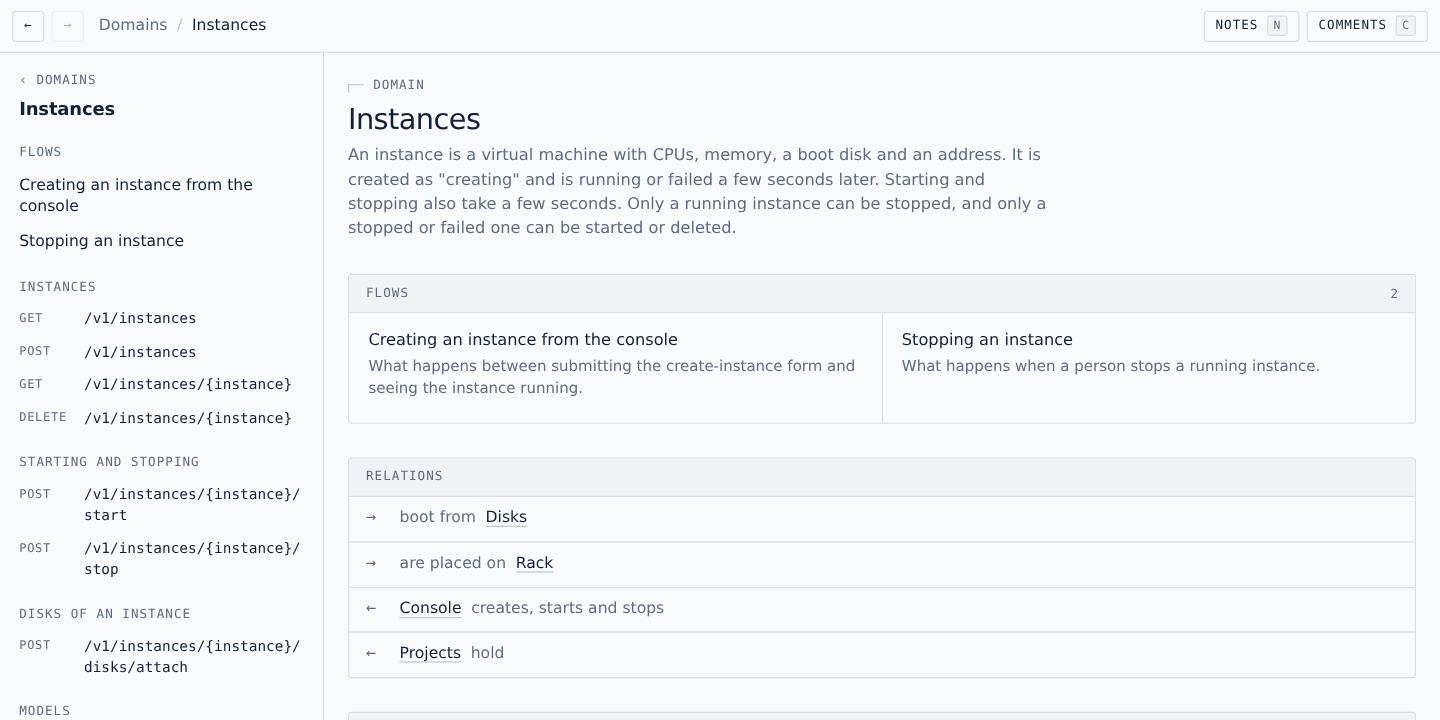 ← → Domains / Instances NOTES N COMMENTS C
‹ DOMAINS
Instances
FLOWS
Creating an instance from the
console
Stopping an instance
INSTANCES
GET /v1/instances
POST /v1/instances
GET /v1/instances/{instance}
DELETE /v1/instances/{instance}
STARTING AND STOPPING
POST /v1/instances/{instance}/
start
POST /v1/instances/{instance}/
stop
DISKS OF AN INSTANCE
POST /v1/instances/{instance}/
disks/attach
MODELS
DOMAIN
Instances
An instance is a virtual machine with CPUs, memory, a boot disk and an address. It is
created as "creating" and is running or failed a few seconds later. Starting and
stopping also take a few seconds. Only a running instance can be stopped, and only a
stopped or failed one can be started or deleted.
FLOWS 2
Creating an instance from the console
What happens between submitting the create-instance form and
seeing the instance running.
Stopping an instance
What happens when a person stops a running instance.
RELATIONS
→ boot from Disks
→ are placed on Rack
← Console creates, starts and stops
← Projects hold